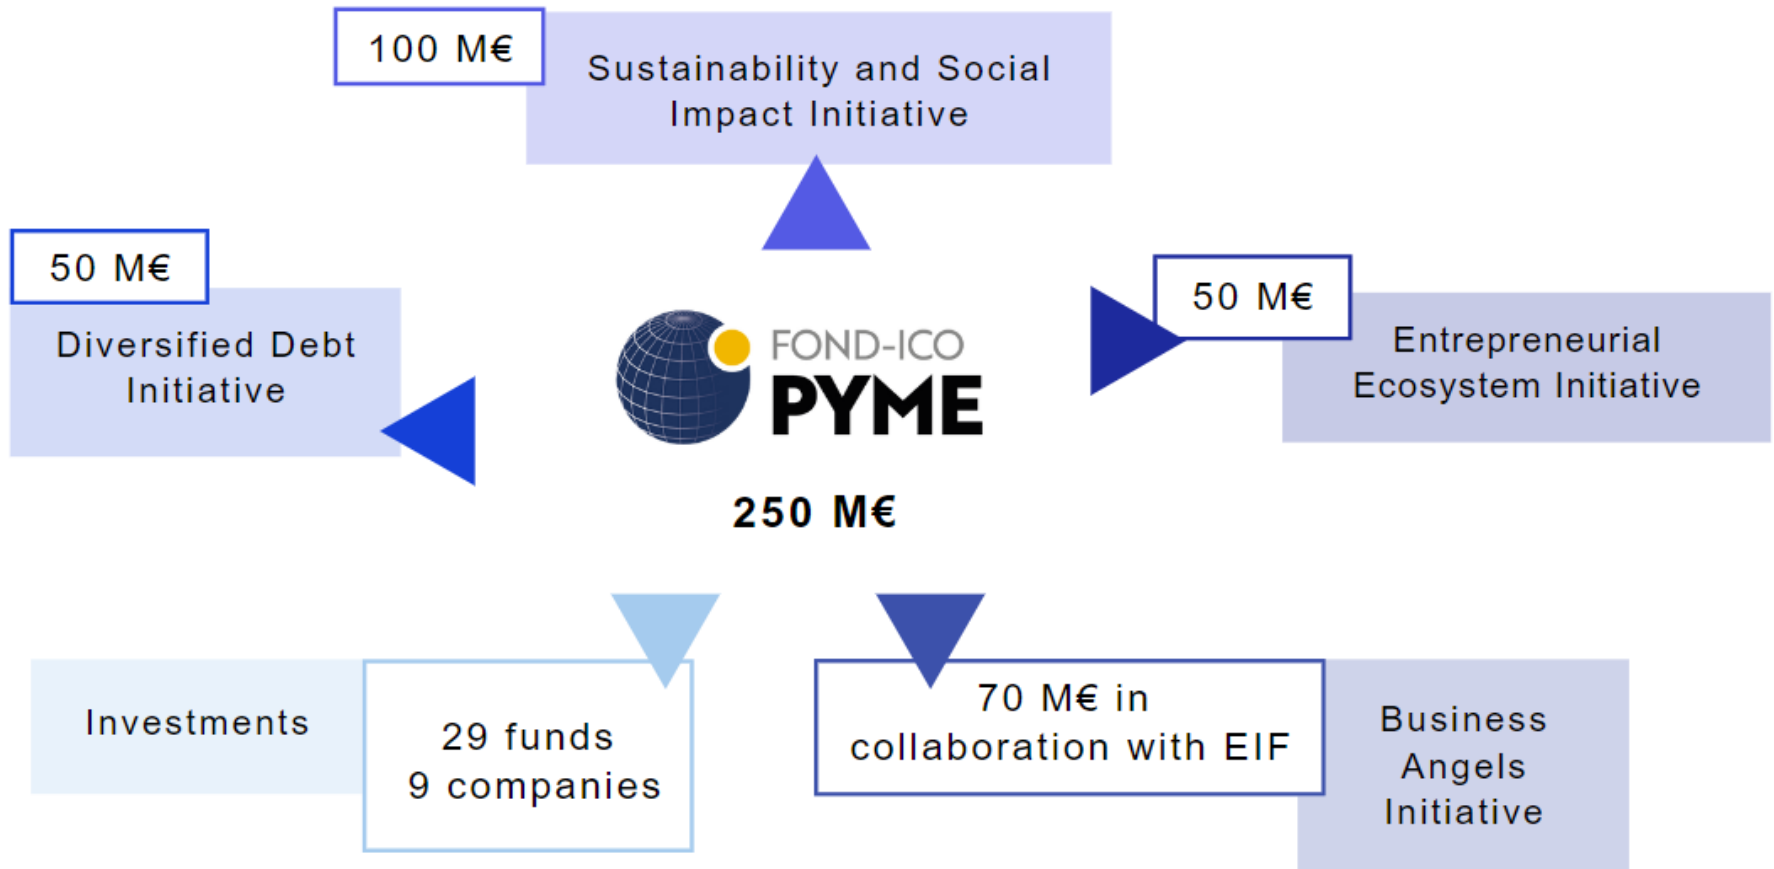 100 M€
Sustainability and Social
Impact Initiative
50 M€
Diversified Debt
Initiative
50 M€
Entrepreneurial
Ecosystem Initiative
FOND-ICO
PYME
250 M€
Investments
29 funds
9 companies
70 M€ in
collaboration with EIF
Business
Angels
Initiative